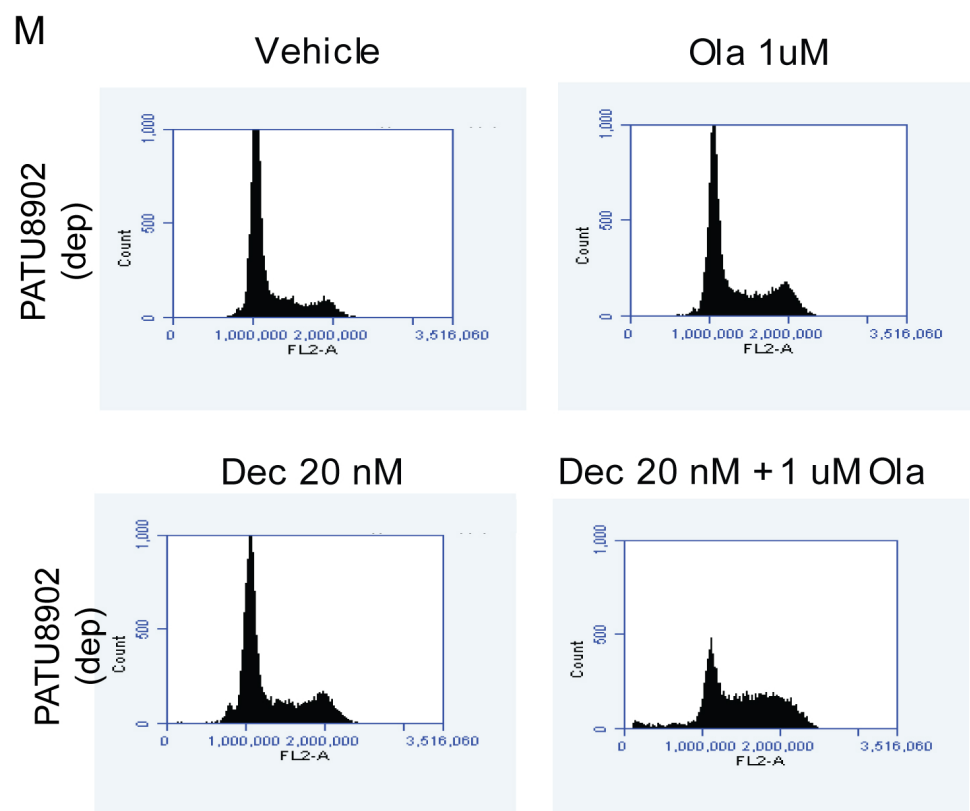 M
Vehicle
Ola 1uM
PATU8902
(dep)
1,000
500
0
Count
0 1,000,000 2,000,000 3,516,060
FL2-A
1,000
500
0
Count
0 1,000,000 2,000,000 3,516,060
FL2-A
Dec 20 nM
Dec 20 nM + 1 uM Ola
PATU8902
(dep)
1,000
500
0
Count
0 1,000,000 2,000,000 3,516,060
FL2-A
1,000
500
0
Count
0 1,000,000 2,000,000 3,516,060
FL2-A